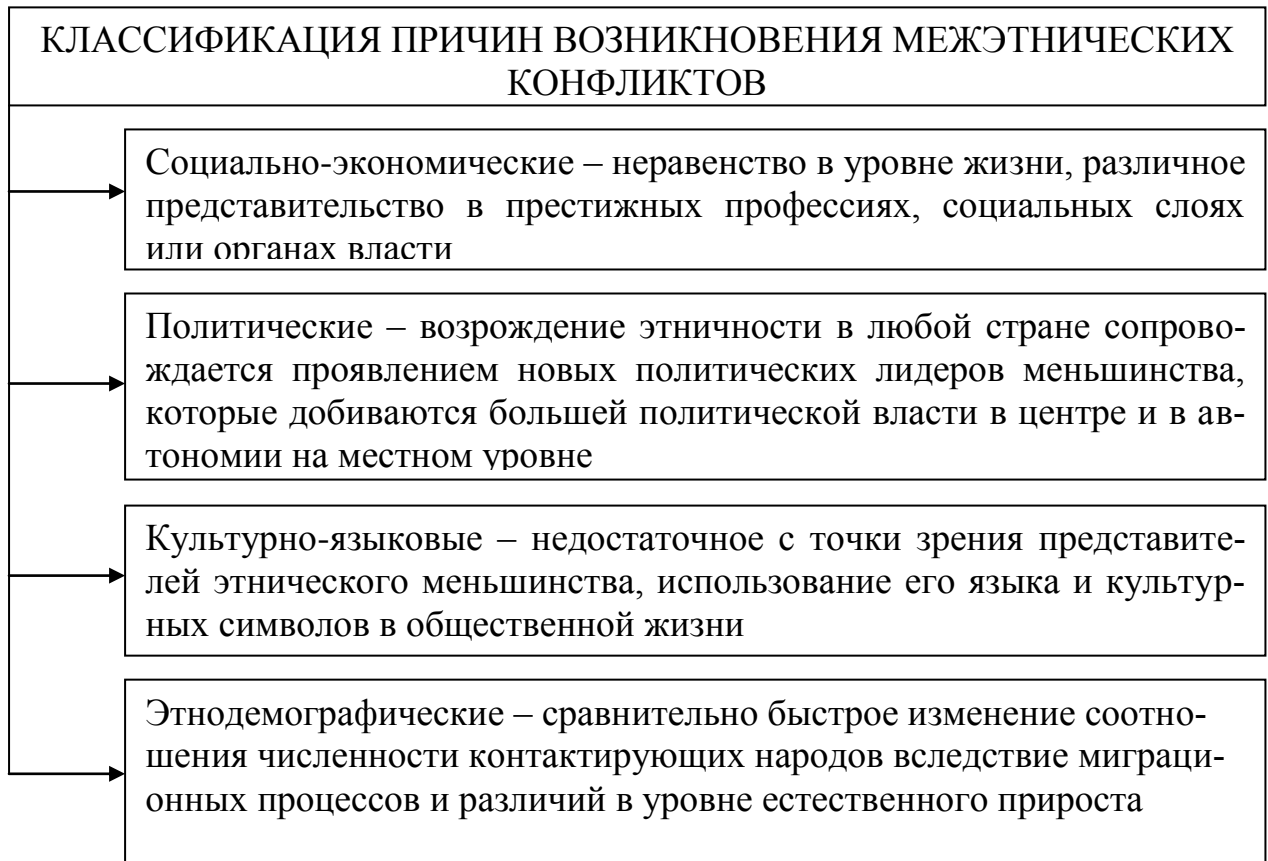 КЛАССИФИКАЦИЯ ПРИЧИН ВОЗНИКНОВЕНИЯ МЕЖЭТНИЧЕСКИХ
КОНФЛИКТОВ
Социально-экономические – неравенство в уровне жизни, различное
представительство в престижных профессиях, социальных слоях
или органах власти
Политические – возрождение этничности в любой стране сопрово-
ждается проявлением новых политических лидеров меньшинства,
которые добиваются большей политической власти в центре и в ав-
тономии на местном уровне
Культурно-языковые – недостаточное с точки зрения представите-
лей этнического меньшинства, использование его языка и культур-
ных символов в общественной жизни
Этнодемографические – сравнительно быстрое изменение соотно-
шения численности контактирующих народов вследствие миграци-
онных процессов и различий в уровне естественного прироста